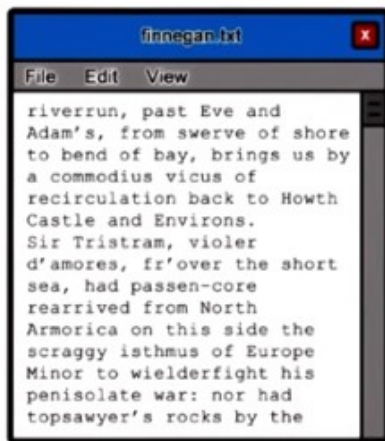 finnegan.txt
X
File Edit View
riverrun, past Eve and
Adam's, from swerve of shore
to bend of bay, brings us by
a commodius vicus of
recirculation back to Howth
Castle and Environs.
Sir Tristram, violer
d'amores, fr'over the short
sea, had passen-core
rearrived from North
Armorica on this side the
scraggy isthmus of Europe
Minor to wielderfight his
penisolate war: nor had
topsawyer's rocks by the